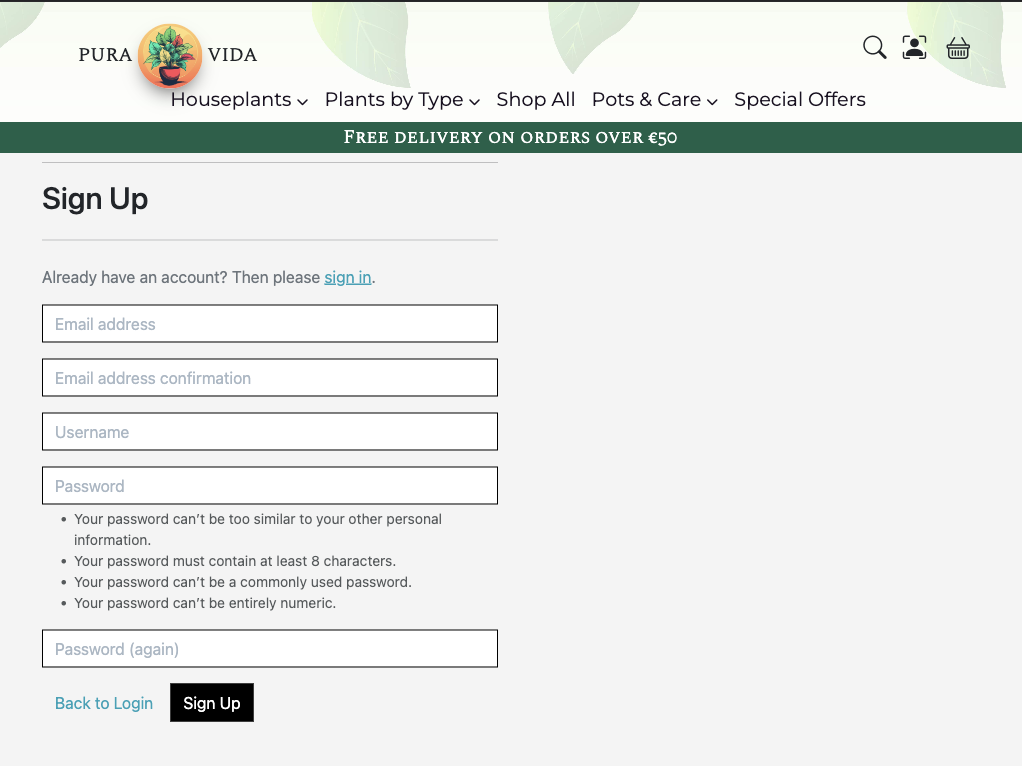 PURA VIDA
Houseplants Plants by Type Shop All Pots & Care Special Offers
Free delivery on orders over €50
Sign Up
Already have an account? Then please sign in.
Email address
Email address confirmation
Username
Password
• Your password can’t be too similar to your other personal
information.
• Your password must contain at least 8 characters.
• Your password can’t be a commonly used password.
• Your password can’t be entirely numeric.
Password (again)
Back to Login Sign Up